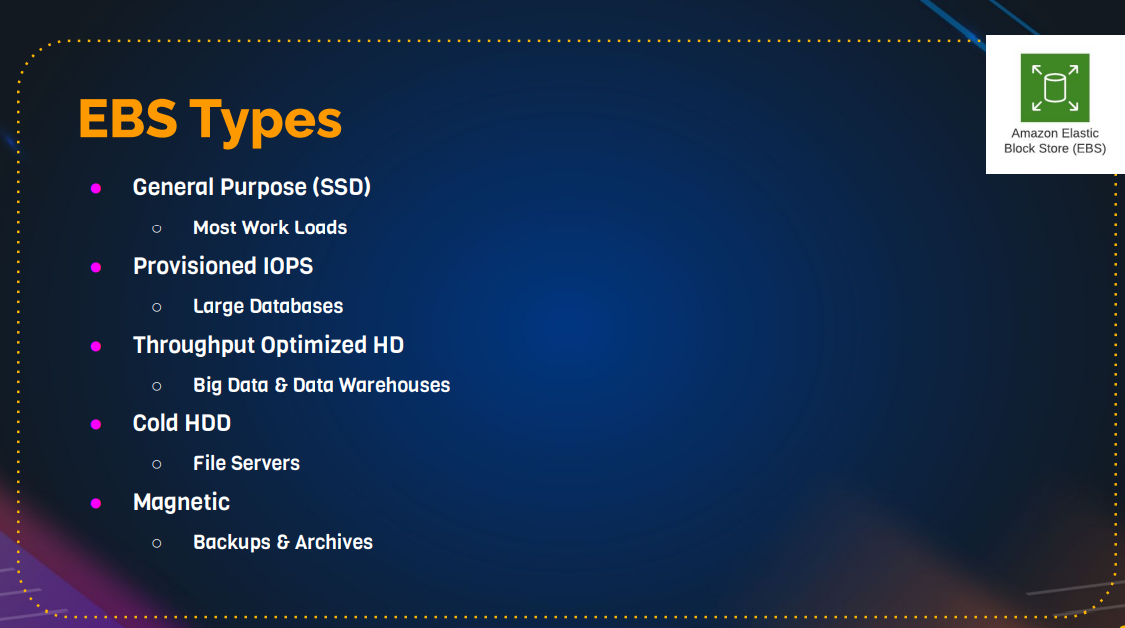 EBS Types
Amazon Elastic
Block Store (EBS)
General Purpose (SSD)
Most Work Loads
Provisioned IOPS
Large Databases
Throughput Optimized HD
Big Data & Data Warehouses
Cold HDD
File Servers
Magnetic
Backups & Archives